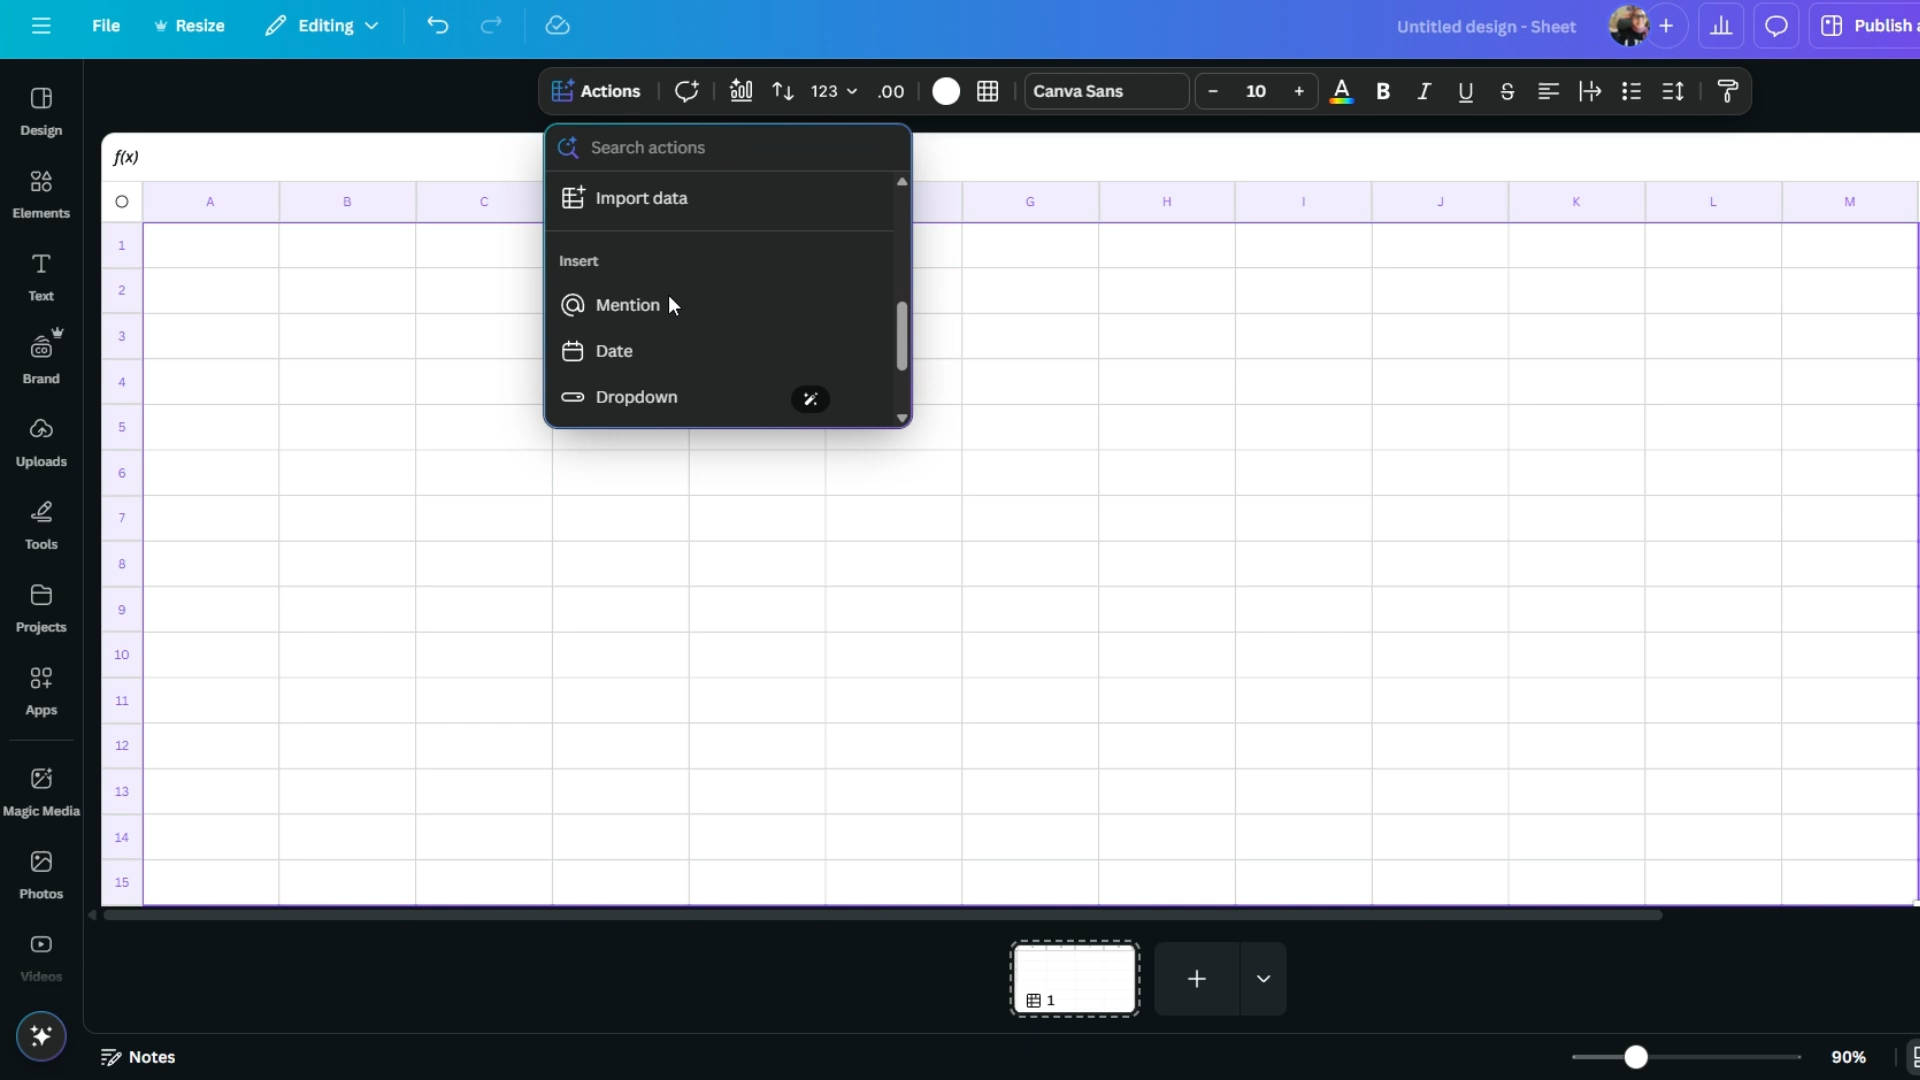 File
Resize
Editing
Untitled design - Sheet
Publish a
Actions
123
.00
Canva Sans
- 10 +
A B I U S
Design
Elements
Text
Brand
Uploads
Tools
Projects
Apps
Magic Media
Photos
Videos
f(x)
Search actions
Import data
Insert
Mention
Date
Dropdown
A B C G H I J K L M
1
2
3
4
5
6
7
8
9
10
11
12
13
14
15
1
Notes
90%